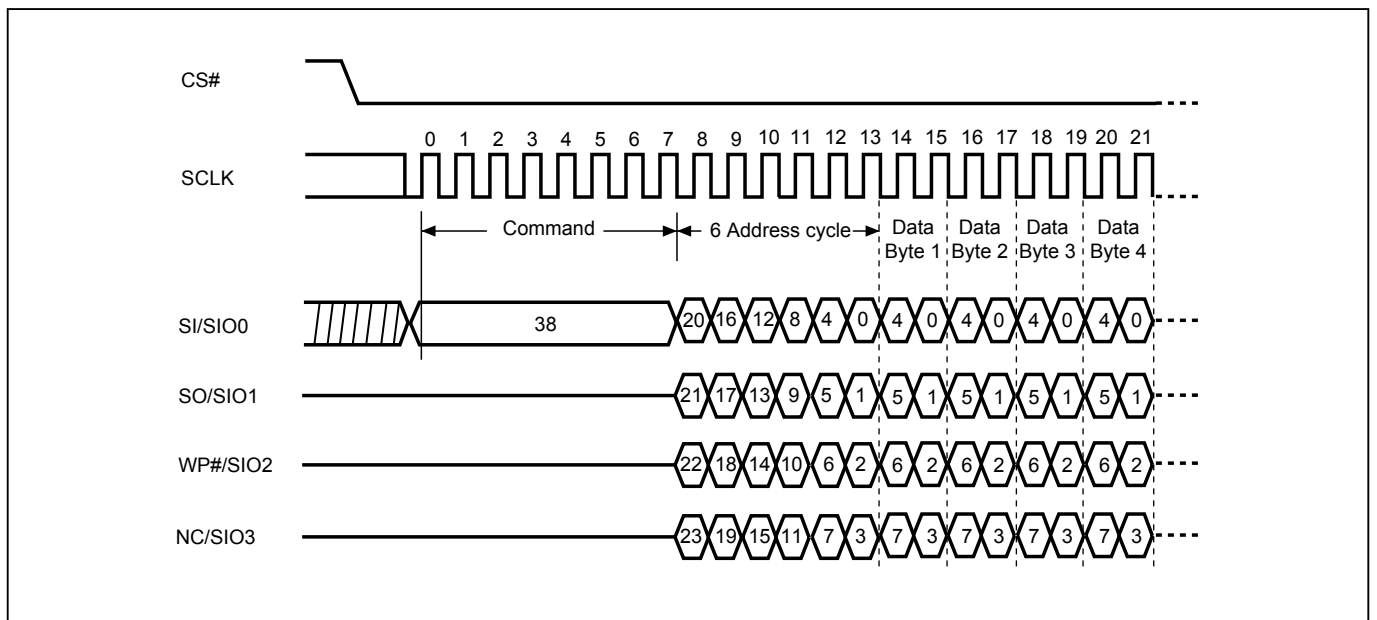 CS#
0 1 2 3 4 5 6 7 8 9 10 11 12 13 14 15 16 17 18 19 20 21
SCLK
Command 6 Address cycle Data Data Data Data
Byte 1 Byte 2 Byte 3 Byte 4
SI/SIO0 38 20 16 12 8 4 0 4 0 4 0 4 0 4 0
SO/SIO1 21 17 13 9 5 1 5 1 5 1 5 1 5 1
WP#/SIO2 22 18 14 10 6 2 6 2 6 2 6 2 6 2
NC/SIO3 23 19 15 11 7 3 7 3 7 3 7 3 7 3